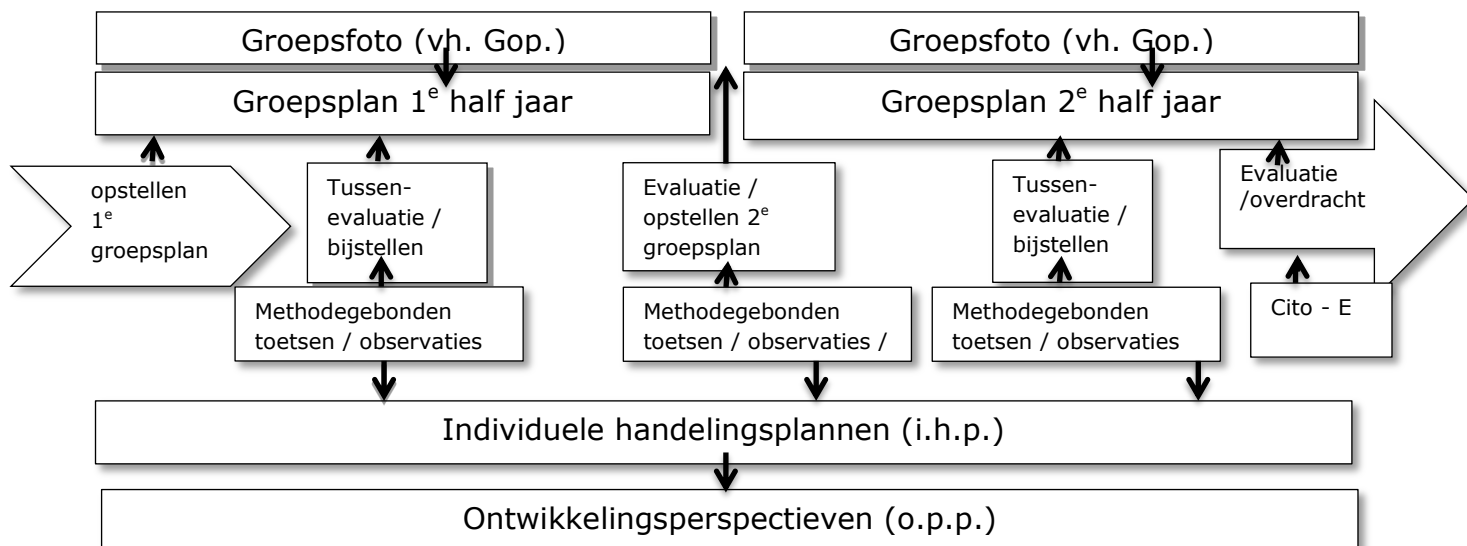 Groepsfoto (vh. Gop.)
Groepsfoto (vh. Gop.)
Groepsplan 1e half jaar
Groepsplan 2e half jaar
opstellen
1e
groepsplan
Tussen-
evaluatie /
bijstellen
Evaluatie /
opstellen 2e
groepsplan
Tussen-
evaluatie /
bijstellen
Evaluatie
/overdracht
Methodegebonden
toetsen / observaties
Methodegebonden
toetsen / observaties /
Methodegebonden
toetsen / observaties
Cito - E
Individuele handelingsplannen (i.h.p.)
Ontwikkelingsperspectieven (o.p.p.)